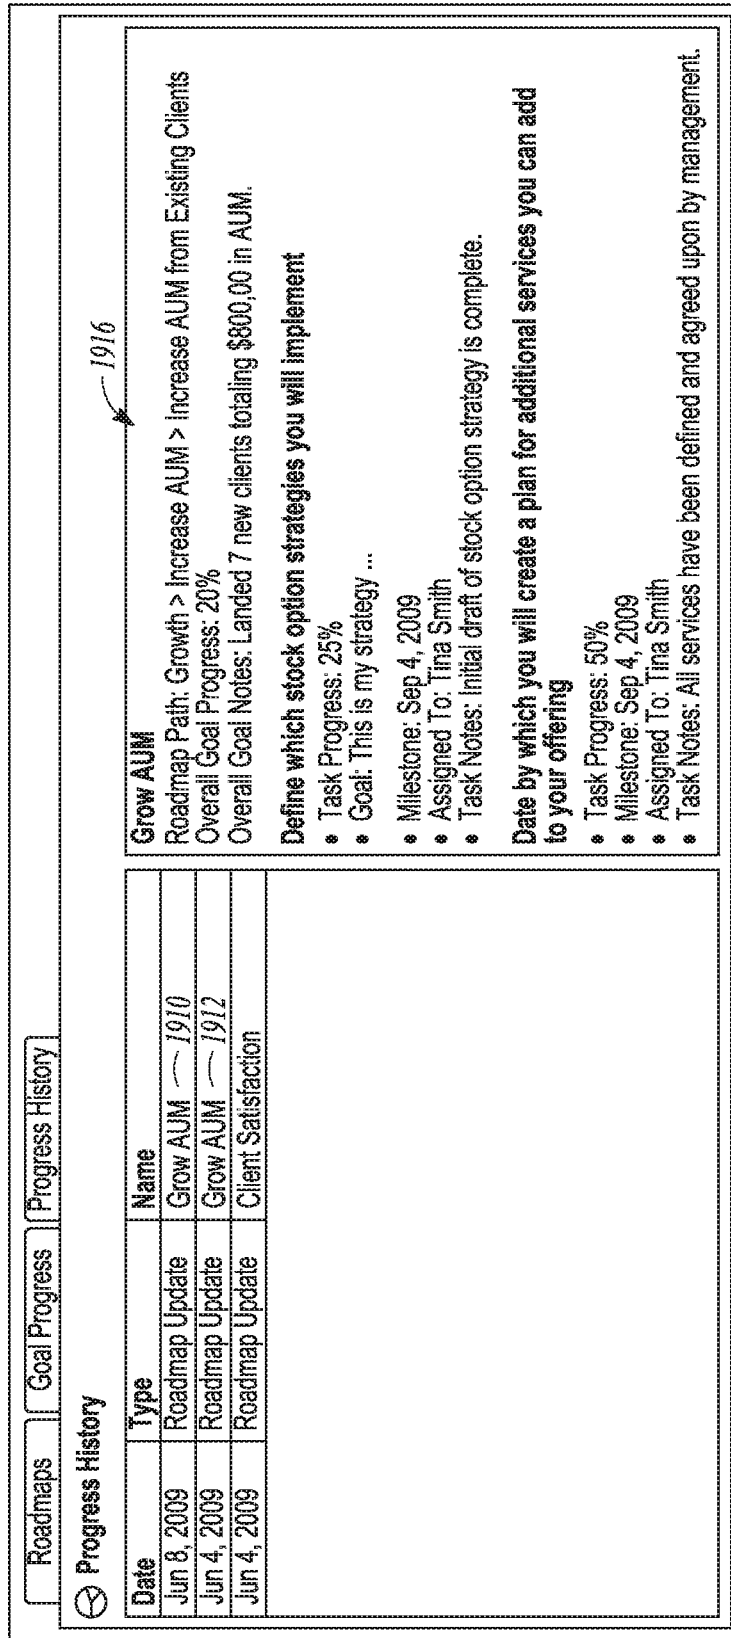 Roadmaps
Goal Progress
Progress History
Progress History
Date Type Name
Jun 8, 2009 Roadmap Update Grow AUM 1910
Jun 4, 2009 Roadmap Update Grow AUM 1912
Jun 4, 2009 Roadmap Update Client Satisfaction
1916
Grow AUM
Roadmap Path: Growth > Increase AUM > Increase AUM from Existing Clients
Overall Goal Progress: 20%
Overall Goal Notes: Landed 7 new clients totaling $800,00 in AUM.
Define which stock option strategies you will implement
• Task Progress: 25%
• Goal: This is my strategy ...
• Milestone: Sep 4, 2009
• Assigned To: Tina Smith
• Task Notes: Initial draft of stock option strategy is complete.
Date by which you will create a plan for additional services you can add
to your offering
• Task Progress: 50%
• Milestone: Sep 4, 2009
• Assigned To: Tina Smith
• Task Notes: All services have been defined and agreed upon by management.